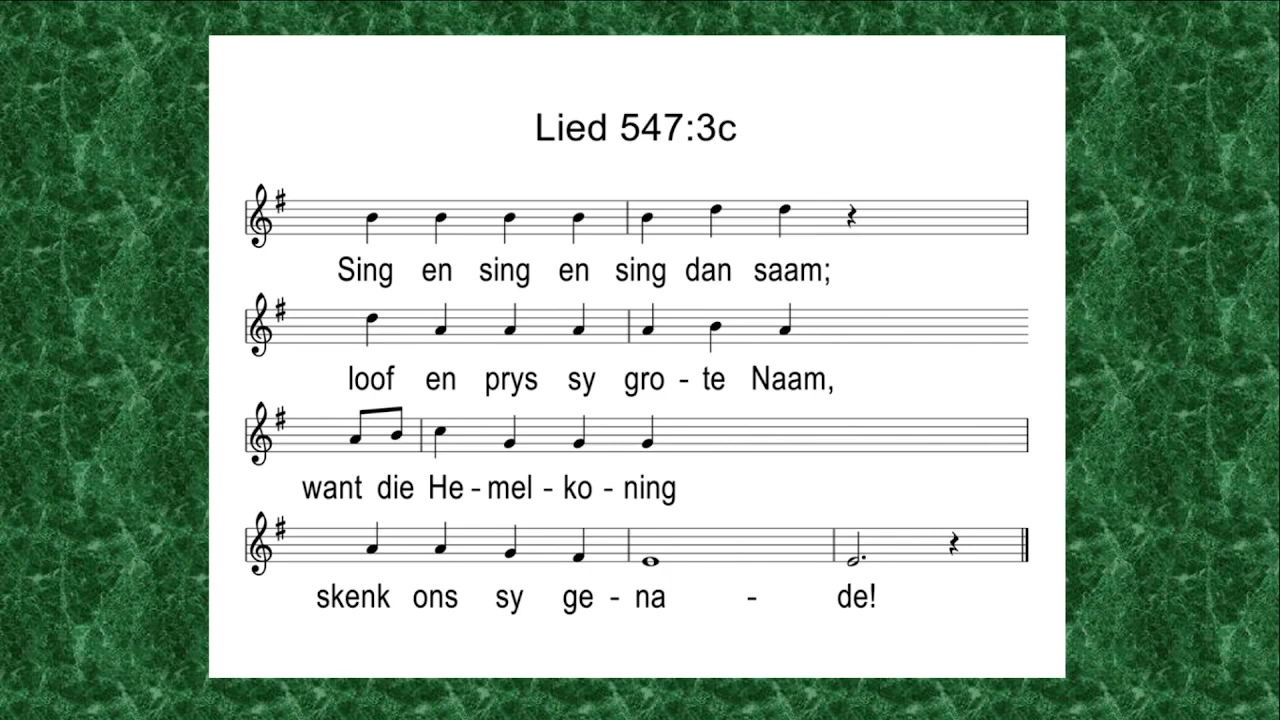 Lied 547:3c
Sing en sing en sing dan saam;
loof en prys sy gro - te Naam,
want die He - mel - ko - ning
skenk ons sy ge - na - de!